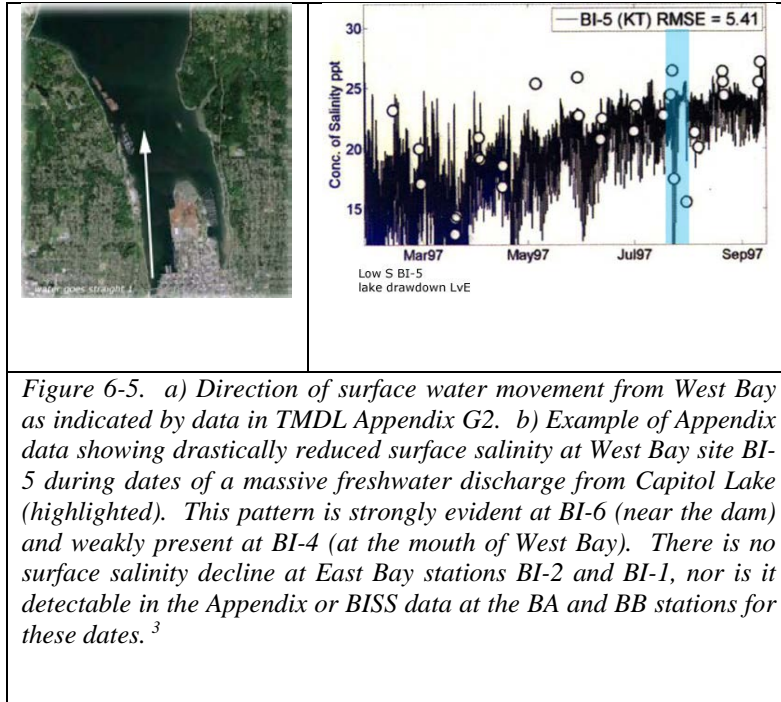 water goes straight 1
BI-5 (KT) RMSE = 5.41
Conc. of Salinity ppt
30
25
20
15
Mar97
May97
Jul97
Sep97
Low S BI-5
lake drawdown LvE
Figure 6-5. a) Direction of surface water movement from West Bay
as indicated by data in TMDL Appendix G2. b) Example of Appendix
data showing drastically reduced surface salinity at West Bay site BI-
5 during dates of a massive freshwater discharge from Capitol Lake
(highlighted). This pattern is strongly evident at BI-6 (near the dam)
and weakly present at BI-4 (at the mouth of West Bay). There is no
surface salinity decline at East Bay stations BI-2 and BI-1, nor is it
detectable in the Appendix or BISS data at the BA and BB stations for
these dates. 3